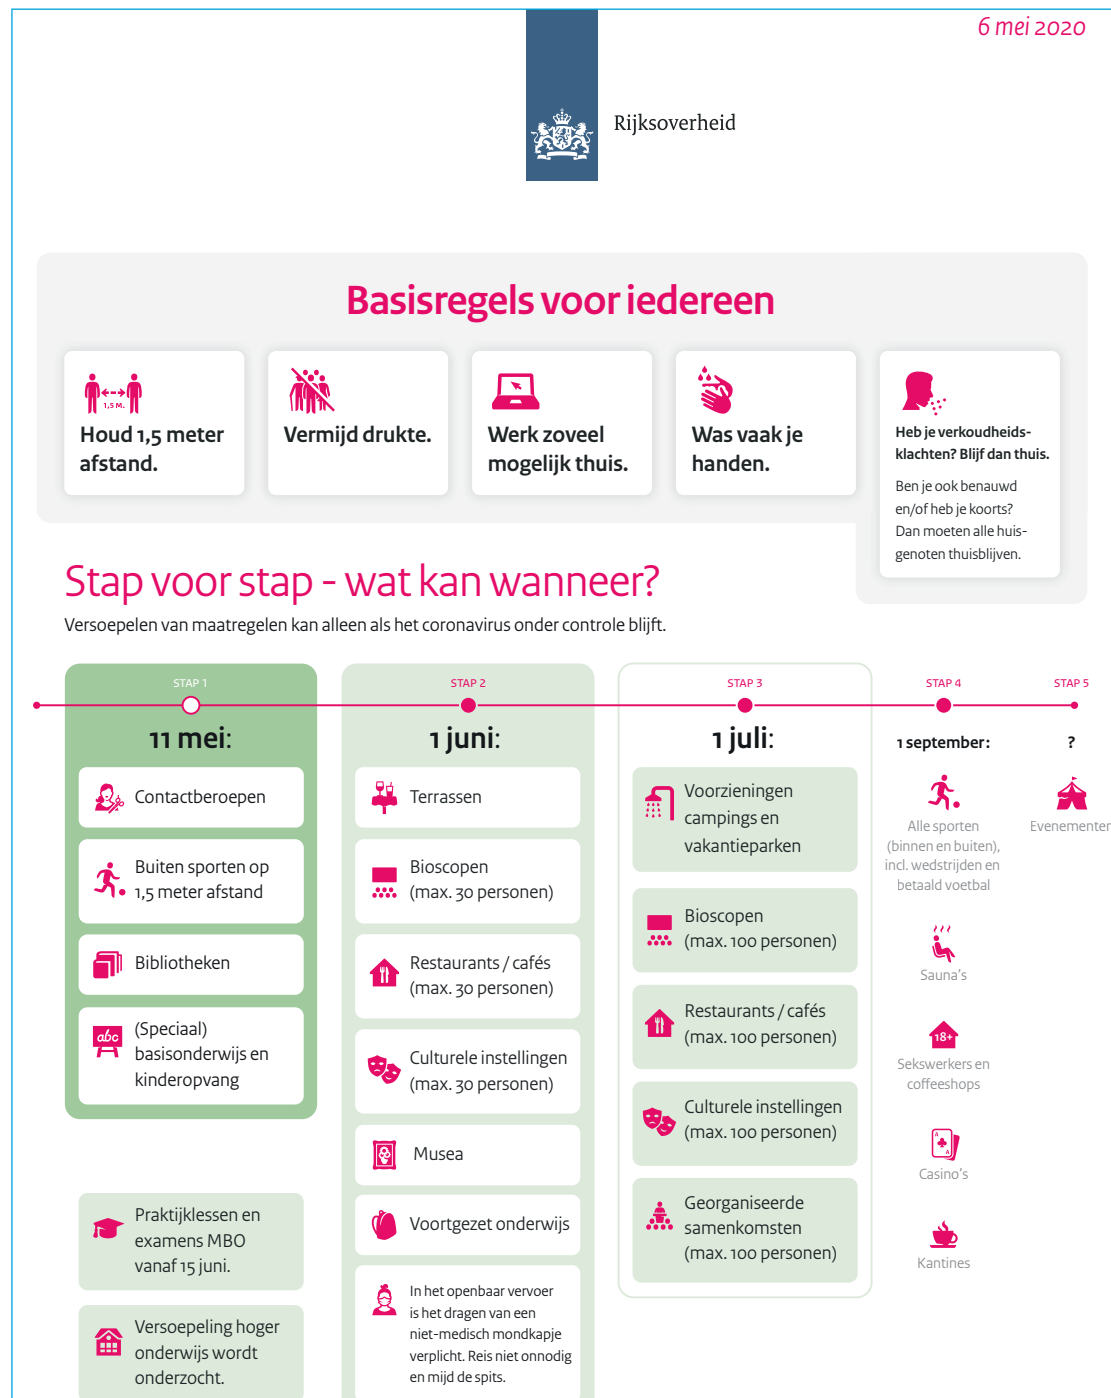 6 mei 2020
Rijksoverheid
Basisregels voor iedereen
1,5 M.
Houd 1,5 meter
afstand.
Vermijd drukte.
Werk zoveel
mogelijk thuis.
Was vaak je
handen.
Heb je verkoudheids-
klachten? Blijf dan thuis.
Ben je ook benauwd
en/of heb je koorts?
Dan moeten alle huis-
genoten thuisblijven.
Stap voor stap - wat kan wanneer?
Versoepelen van maatregelen kan alleen als het coronavirus onder controle blijft.
STAP 1
11 mei:
Contactberoepen
Buiten sporten op
1,5 meter afstand
Bibliotheken
abc
(Speciaal)
basisonderwijs en
kinderopvang
Praktijklessen en
examens MBO
vanaf 15 juni.
Versoepeling hoger
onderwijs wordt
onderzocht.
STAP 2
1 juni:
Terrassen
Bioscopen
(max. 30 personen)
Restaurants / cafés
(max. 30 personen)
Culturele instellingen
(max. 30 personen)
Musea
Voortgezet onderwijs
In het openbaar vervoer
is het dragen van een
niet-medisch mondkapje
verplicht. Reis niet onnodig
en mijd de spits.
STAP 3
1 juli:
Voorzieningen
campings en
vakantieparken
Bioscopen
(max. 100 personen)
Restaurants / cafés
(max. 100 personen)
Culturele instellingen
(max. 100 personen)
Georganiseerde
samenkomsten
(max. 100 personen)
STAP 4
1 september:
Alle sporten
(binnen en buiten),
incl. wedstrijden en
betaald voetbal
Sauna's
18+
Sekswerkers en
coffeeshops
A
A
Casino's
Kantines
STAP 5
?
Evenementen